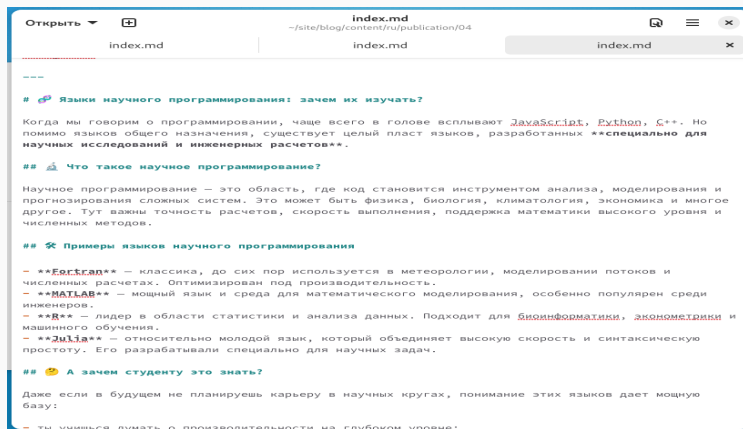 Открыть
index.md
~/site/blog/content/ru/publication/04
index.md index.md index.md
---
# 🧬 Языки научного программирования: зачем их изучать?
Когда мы говорим о программировании, чаще всего в голове всплывают JavaScript, Python, C++. Но
помимо языков общего назначения, существует целый пласт языков, разработанных **специально для
научных исследований и инженерных расчетов**.
## 🔬 Что такое научное программирование?
Научное программирование — это область, где код становится инструментом анализа, моделирования и
прогнозирования сложных систем. Это может быть физика, биология, климатология, экономика и многое
другое. Тут важны точность расчетов, скорость выполнения, поддержка математики высокого уровня и
численных методов.
## 🛠 Примеры языков научного программирования
- **Fortran** — классика, до сих пор используется в метеорологии, моделировании потоков и
численных расчетах. Оптимизирован под производительность.
- **MATLAB** — мощный язык и среда для математического моделирования, особенно популярен среди
инженеров.
- **R** — лидер в области статистики и анализа данных. Подходит для биоинформатики, эконометрики и
машинного обучения.
- **Julia** — относительно молодой язык, который объединяет высокую скорость и синтаксическую
простоту. Его разрабатывали специально для научных задач.
## 🤔 А зачем студенту это знать?
Даже если в будущем не планируешь карьеру в научных кругах, понимание этих языков дает мощную
базу:
- ты учишься думать о производительности на глубоком уровне;